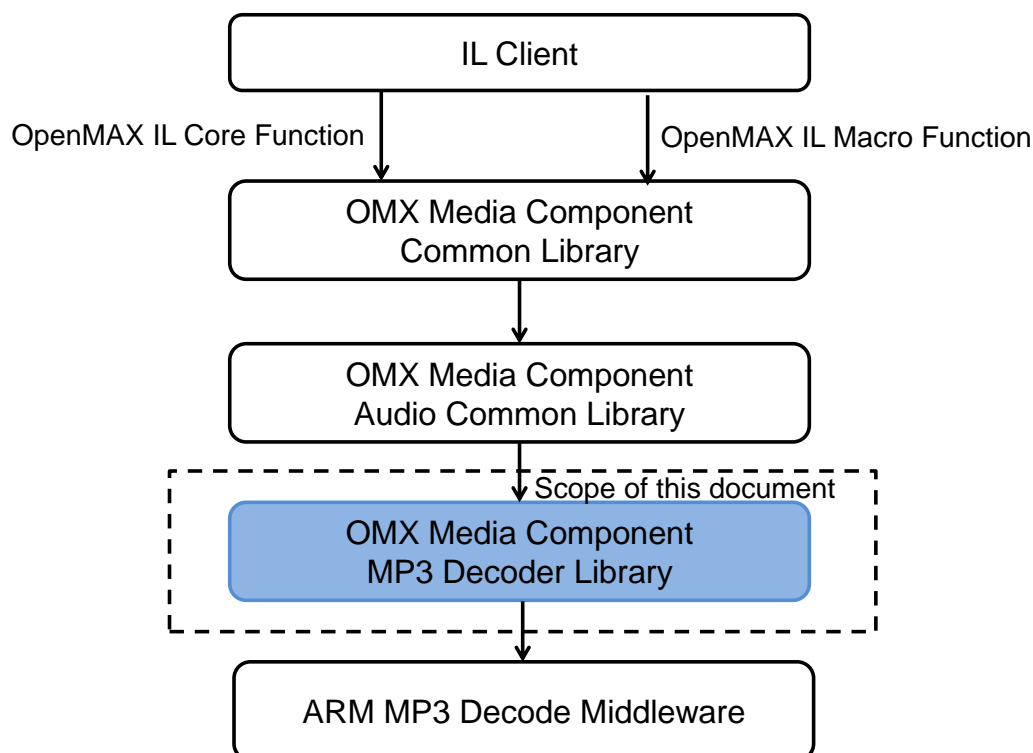 IL Client
OpenMAX IL Core Function
OpenMAX IL Macro Function
OMX Media Component
Common Library
OMX Media Component
Audio Common Library
Scope of this document
OMX Media Component
MP3 Decoder Library
ARM MP3 Decode Middleware